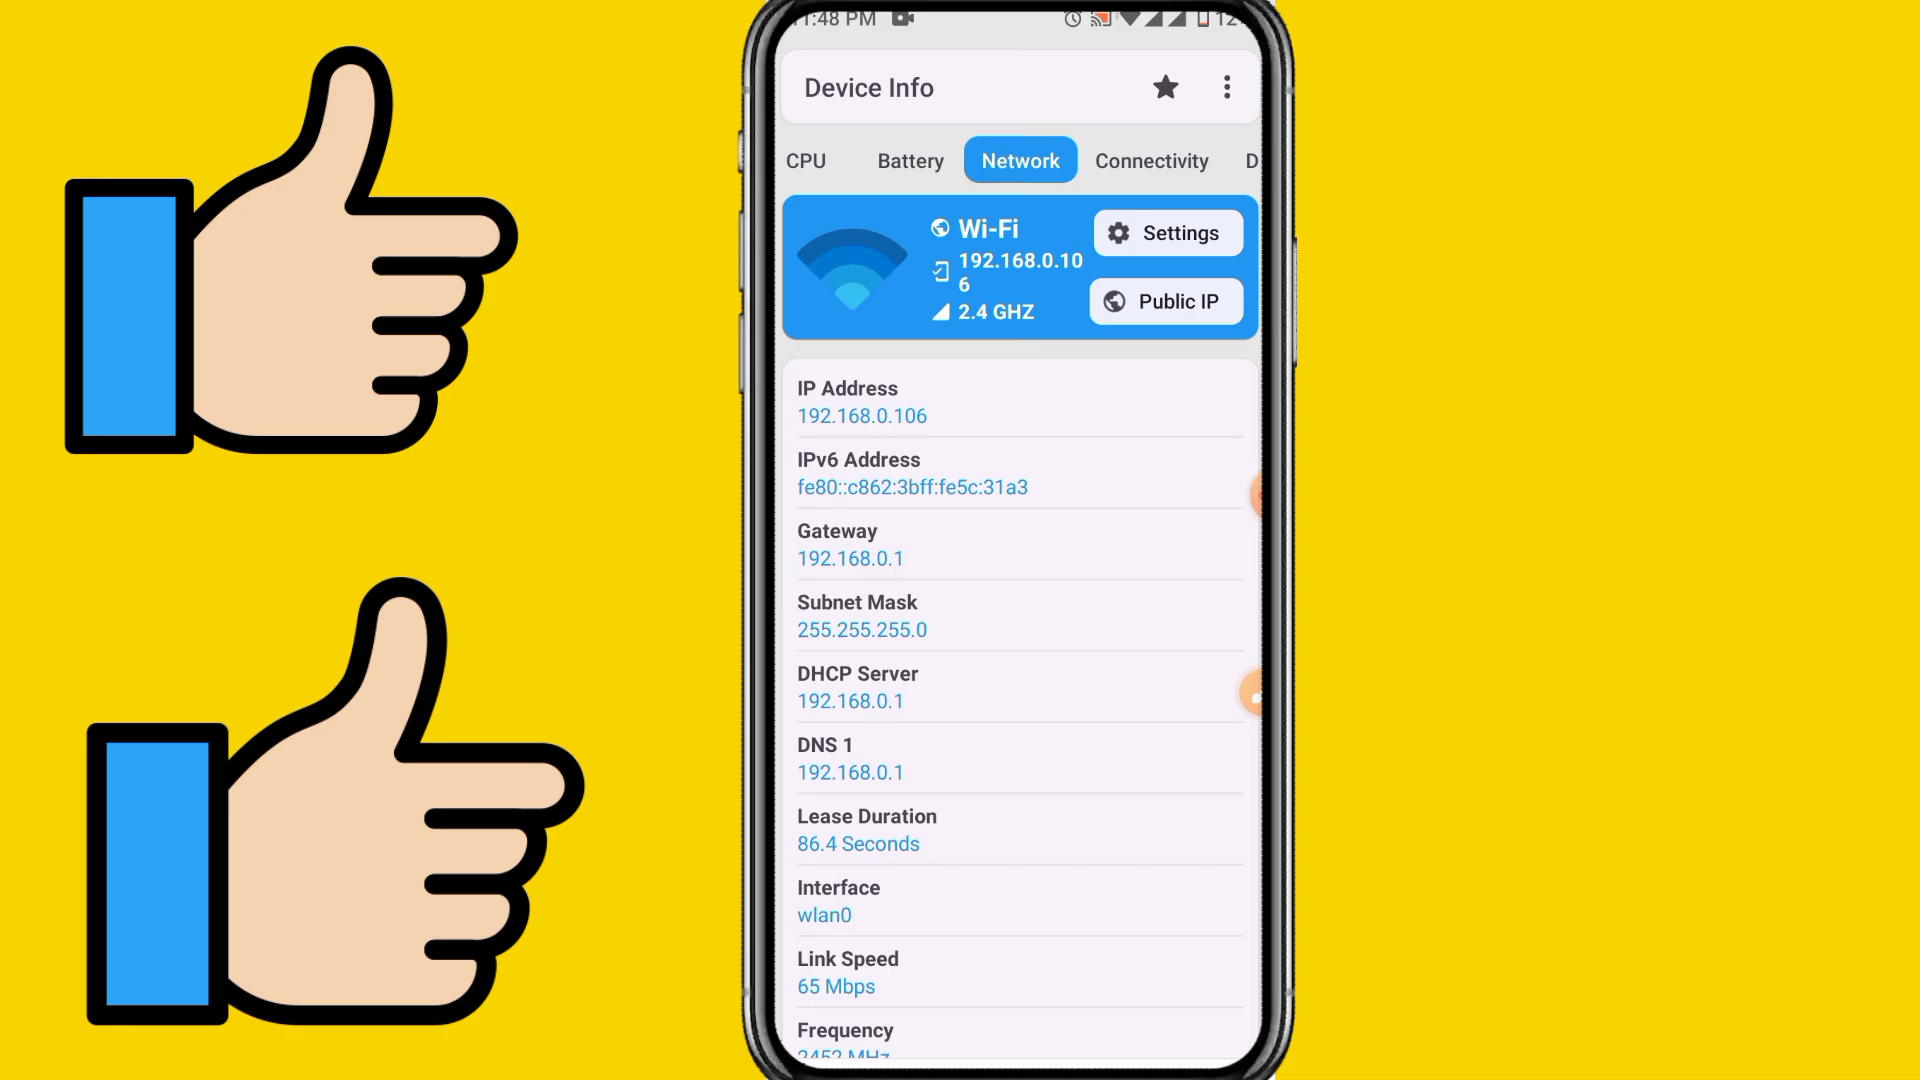 :48 PM
Device Info
CPU Battery Network Connectivity D
Wi-Fi
192.168.0.10
6
2.4 GHZ
Settings
Public IP
IP Address
192.168.0.106
IPv6 Address
fe80::c862:3bff:fe5c:31a3
Gateway
192.168.0.1
Subnet Mask
255.255.255.0
DHCP Server
192.168.0.1
DNS 1
192.168.0.1
Lease Duration
86.4 Seconds
Interface
wlan0
Link Speed
65 Mbps
Frequency
2452 MHz